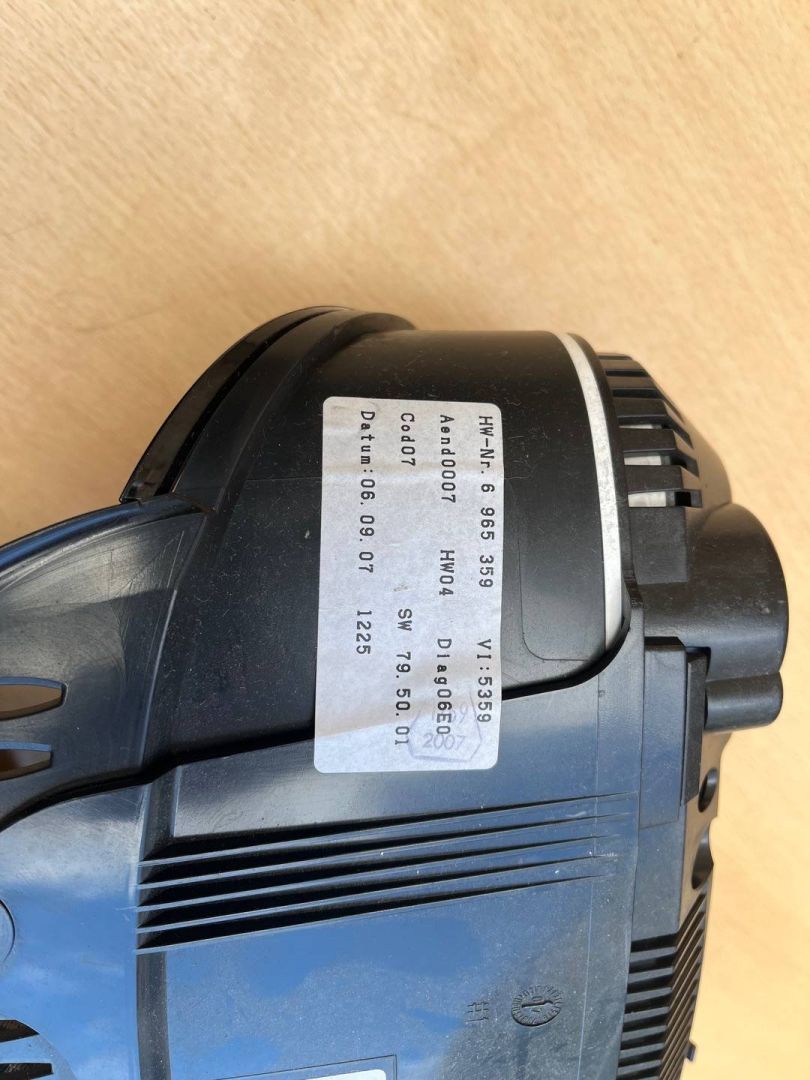 HW-Nr. 6 965 359 VI:5359
Aend0007 HW04 Diag06E0
Cod07 SW 79.50.01
Datum:06.09.07 1225
2007